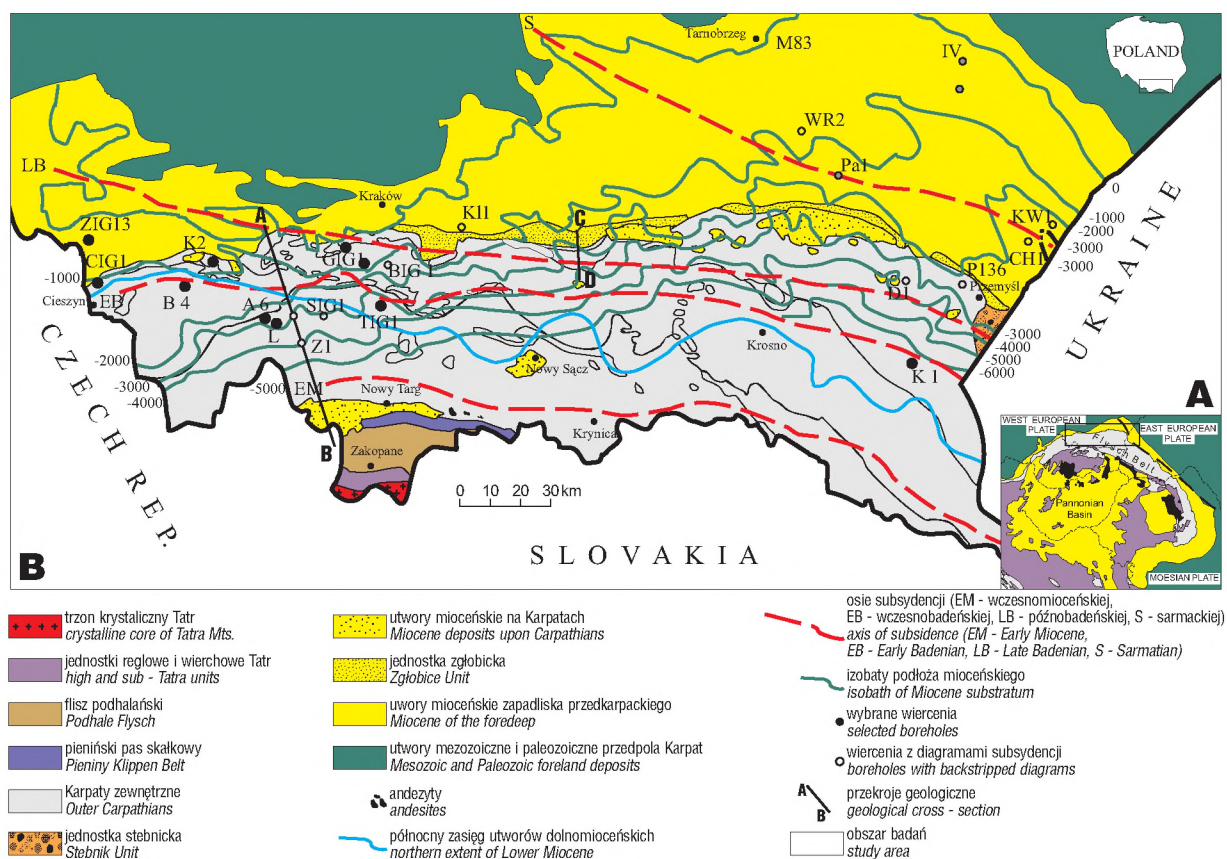 S
Tarnobrzeg
M83
IV
POLAND
WR2
Pa1
LB
Kraków
A
C
K11
ZIG13
K2
CIG1
GIG1
BIG 1
D
KW1
CH1
P136
Przemyśl
D1
0
-1000
-2000
-3000
-3000
-1000
Cieszyn
EB
B 4
A 6
SIG1
TIG1
L
Z1
Krosno
K 1
-3000
-4000
-5000
-6000
UKRAINE
-2000
-3000
-4000
-5000
EM
Nowy Targ
Nowy Sącz
Krynica
B
Zakopane
CZECH REP.
0 10 20 30 km
SLOVAKIA
A
WEST EUROPEAN
PLATE
EAST EUROPEAN
PLATE
Flysch Belt
Pannonian
Basin
MOESIAN PLATE
B
trzon krystaliczny Tatr
crystalline core of Tatra Mts.
jednostki reglowe i wierchowe Tatr
high and sub - Tatra units
flisz podhalański
Podhale Flysch
pieniński pas skałkowy
Pieniny Klippen Belt
Karpaty zewnętrzne
Outer Carpathians
jednostka stebnicka
Stebnik Unit
utwory mioceńskie na Karpatach
Miocene deposits upon Carpathians
jednostka zgłobicka
Zgłobice Unit
uwory mioceńskie zapadliska przedkarpackiego
Miocene of the foredeep
utwory mezozoiczne i paleozoiczne przedpola Karpat
Mesozoic and Paleozoic foreland deposits
andezyty
andesites
północny zasięg utworów dolnomioceńskich
northern extent of Lower Miocene
osie subsydencji (EM - wczesnomioceńskiej,
EB - wczesnobadeńskiej, LB - późnobadeńskiej, S - sarmackiej)
axis of subsidence (EM - Early Miocene,
EB - Early Badenian, LB - Late Badenian, S - Sarmatian)
izobaty podłoża mioceńskiego
isobath of Miocene substratum
wybrane wiercenia
selected boreholes
wiercenia z diagramami subsydencji
boreholes with backstripped diagrams
A
B
przekroje geologiczne
geological cross - section
obszar badań
study area